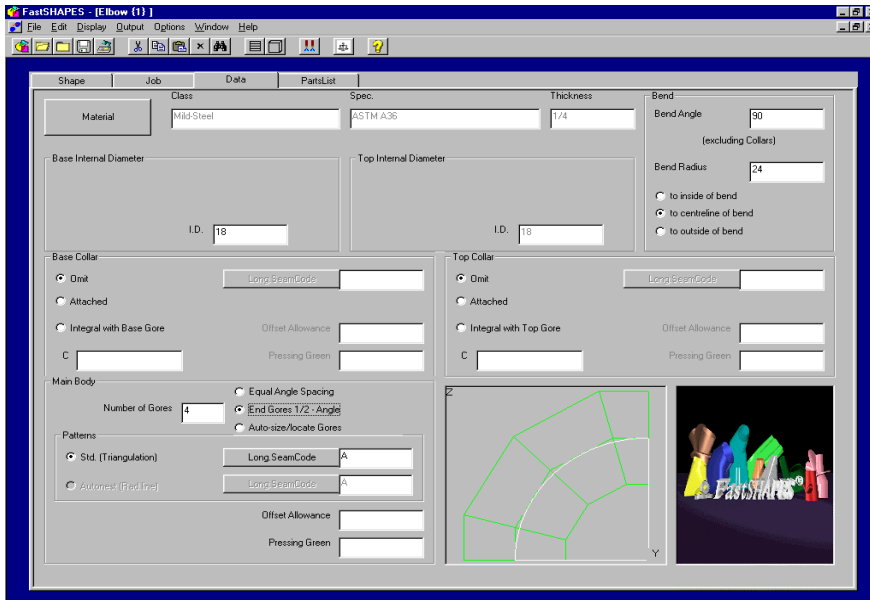 FastSHAPES - [Elbow {1} ]
File Edit Display Output Options Window Help
Shape Job Data PartsList
Class Spec. Thickness
Material Mild-Steel ASTM A36 1/4
Bend
Bend Angle 90
(excluding Collars)
Bend Radius 24
to inside of bend
to centreline of bend
to outside of bend
Base Internal Diameter
I.D. 18
Top Internal Diameter
I.D. 18
Base Collar
Omit Long.SeamCode
Attached
Integral with Base Gore Offset Allowance
C Pressing Green
Top Collar
Omit Long.SeamCode
Attached
Integral with Top Gore Offset Allowance
C Pressing Green
Main Body
Equal Angle Spacing
Number of Gores 4 End Gores 1/2 - Angle
Auto-size/locate Gores
Patterns
Std. (Triangulation) Long.SeamCode A
Autonest (Red.line) Long.SeamCode A
Offset Allowance
Pressing Green
Z
Y
FastSHAPES®